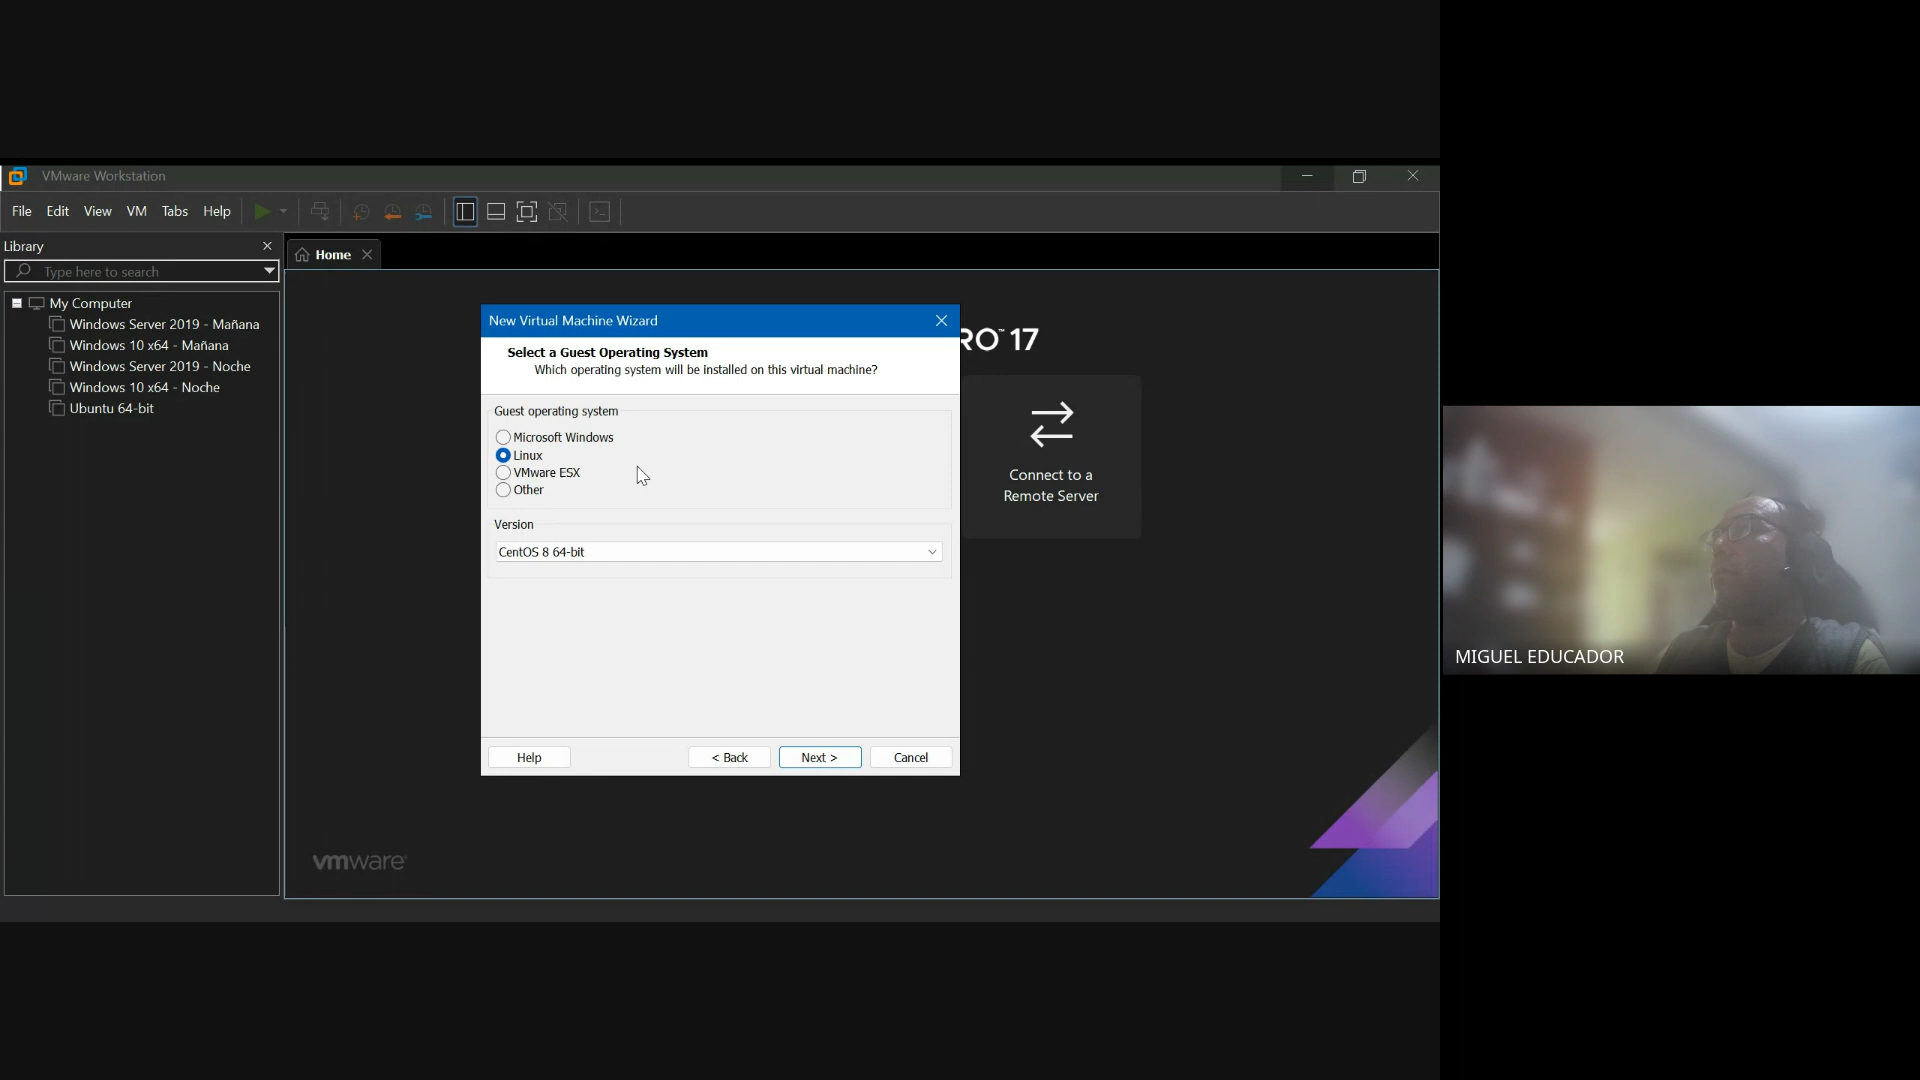 VMware Workstation
File Edit View VM Tabs Help
Library
Type here to search
My Computer
Windows Server 2019 - Mañana
Windows 10 x64 - Mañana
Windows Server 2019 - Noche
Windows 10 x64 - Noche
Ubuntu 64-bit
Home
RO™ 17
New Virtual Machine Wizard
Select a Guest Operating System
Which operating system will be installed on this virtual machine?
Guest operating system
Microsoft Windows
Linux
VMware ESX
Other
Version
CentOS 8 64-bit
Help < Back Next > Cancel
Connect to a
Remote Server
vmware
MIGUEL EDUCADOR